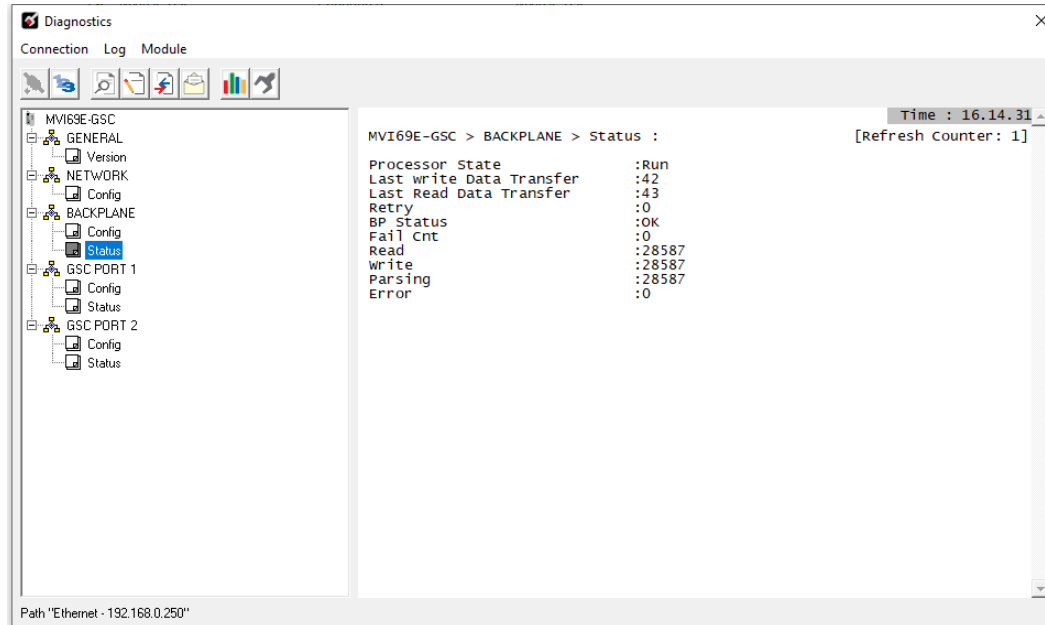 Diagnostics
Connection Log Module
MVI69E-GSC
GENERAL
Version
NETWORK
Config
BACKPLANE
Config
Status
GSC PORT 1
Config
Status
GSC PORT 2
Config
Status
Time : 16.14.31
MVI69E-GSC > BACKPLANE > Status : [Refresh Counter: 1]
Processor State :Run
Last write Data Transfer :42
Last Read Data Transfer :43
Retry :0
BP Status :OK
Fail Cnt :0
Read :28587
Write :28587
Parsing :28587
Error :0
Path "Ethernet - 192.168.0.250"